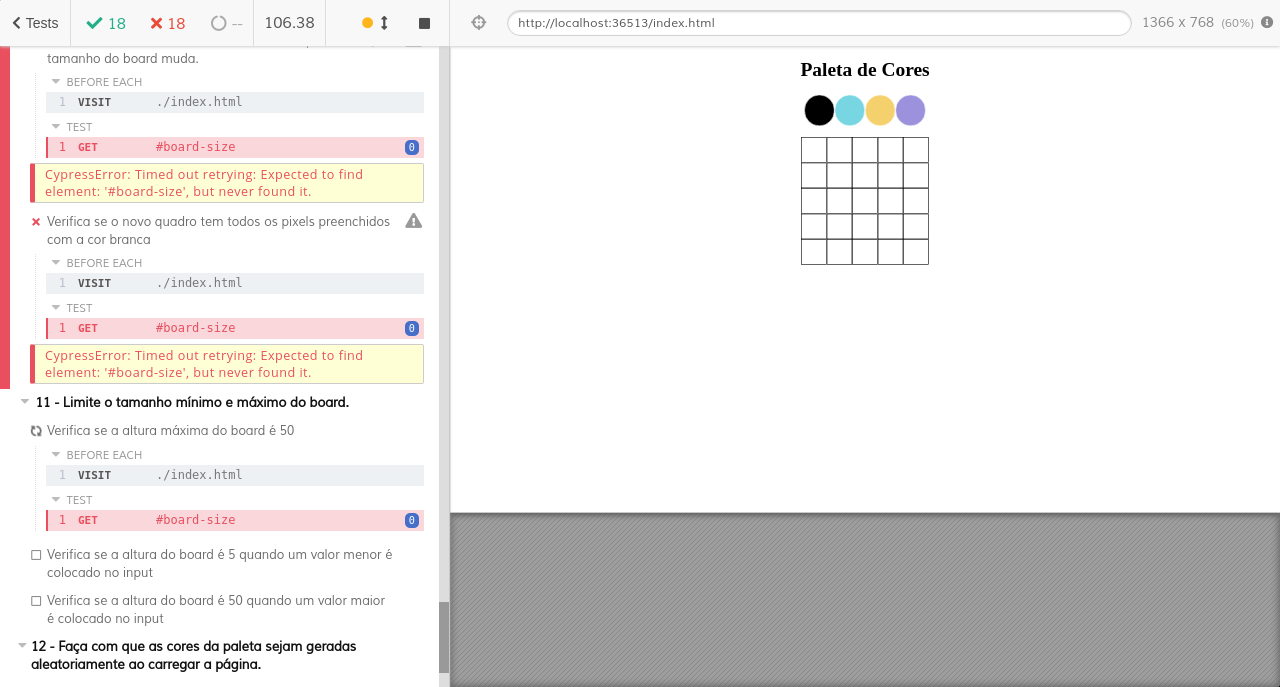 Tests 18 18 -- 106.38 http://localhost:36513/index.html 1366 x 768 (60%)
tamanho do board muda.
BEFORE EACH
1 VISIT ./index.html
TEST
1 GET #board-size 0
CypressError: Timed out retrying: Expected to find
element: '#board-size', but never found it.
Verifica se o novo quadro tem todos os pixels preenchidos
com a cor branca
BEFORE EACH
1 VISIT ./index.html
TEST
1 GET #board-size 0
CypressError: Timed out retrying: Expected to find
element: '#board-size', but never found it.
11 - Limite o tamanho mínimo e máximo do board.
Verifica se a altura máxima do board é 50
BEFORE EACH
1 VISIT ./index.html
TEST
1 GET #board-size 0
Verifica se a altura do board é 5 quando um valor menor é
colocado no input
Verifica se a altura do board é 50 quando um valor maior
é colocado no input
12 - Faça com que as cores da paleta sejam geradas
aleatoriamente ao carregar a página.
Paleta de Cores